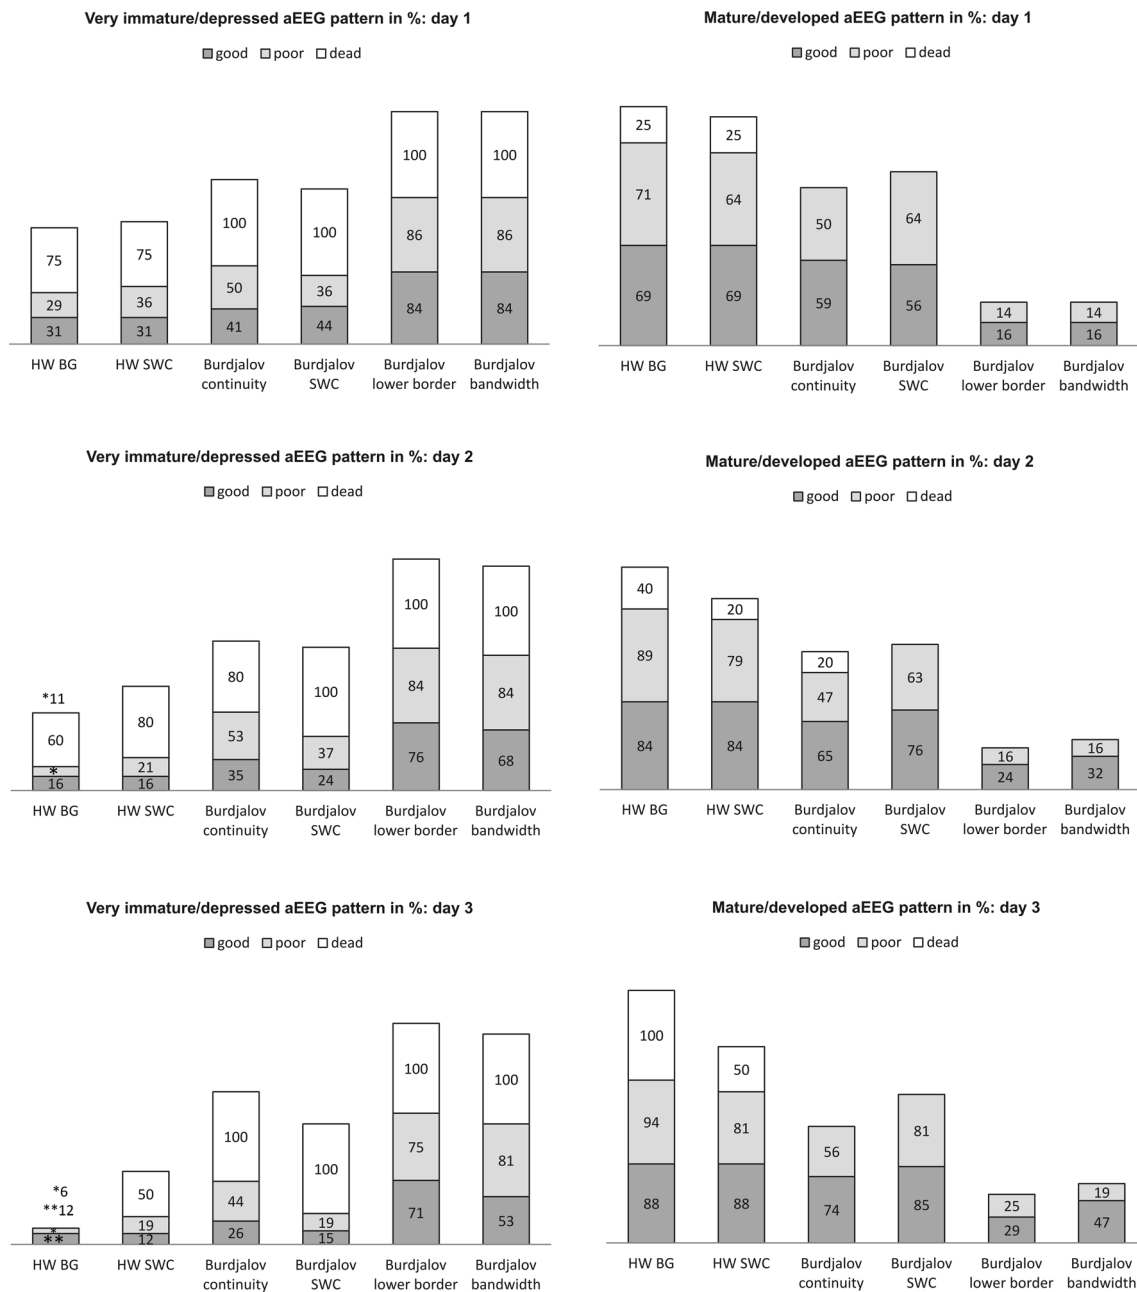 Very immature/depressed aEEG pattern in %: day 1
good poor dead
100 100
100 100
75 75
86 86
50 36
29 36
84 84
31 31 41 44
HW BG HW SWC Burdjalov Burdjalov Burdjalov Burdjalov
continuity SWC lower border bandwidth
Mature/developed aEEG pattern in %: day 1
good poor dead
25 25
71 64
50 64
69 69 59 56
14 14
16 16
HW BG HW SWC Burdjalov Burdjalov Burdjalov Burdjalov
continuity SWC lower border bandwidth
Very immature/depressed aEEG pattern in %: day 2
good poor dead
100 100
80 100
*11
60 80
84 84
53 37
* 21
76 68
16 16 35 24
HW BG HW SWC Burdjalov Burdjalov Burdjalov Burdjalov
continuity SWC lower border bandwidth
Mature/developed aEEG pattern in %: day 2
good poor dead
40 20
20
89 79
47 63
84 84 65 76
16 16
24 32
HW BG HW SWC Burdjalov Burdjalov Burdjalov Burdjalov
continuity SWC lower border bandwidth
Very immature/depressed aEEG pattern in %: day 3
good poor dead
100 100
100 100
75 81
*6
**12
50
44 19
* 19
71 53
** 12 26 15
HW BG HW SWC Burdjalov Burdjalov Burdjalov Burdjalov
continuity SWC lower border bandwidth
Mature/developed aEEG pattern in %: day 3
good poor dead
100 50
94 81
56 81
88 88 74 85
25 19
29 47
HW BG HW SWC Burdjalov Burdjalov Burdjalov Burdjalov
continuity SWC lower border bandwidth